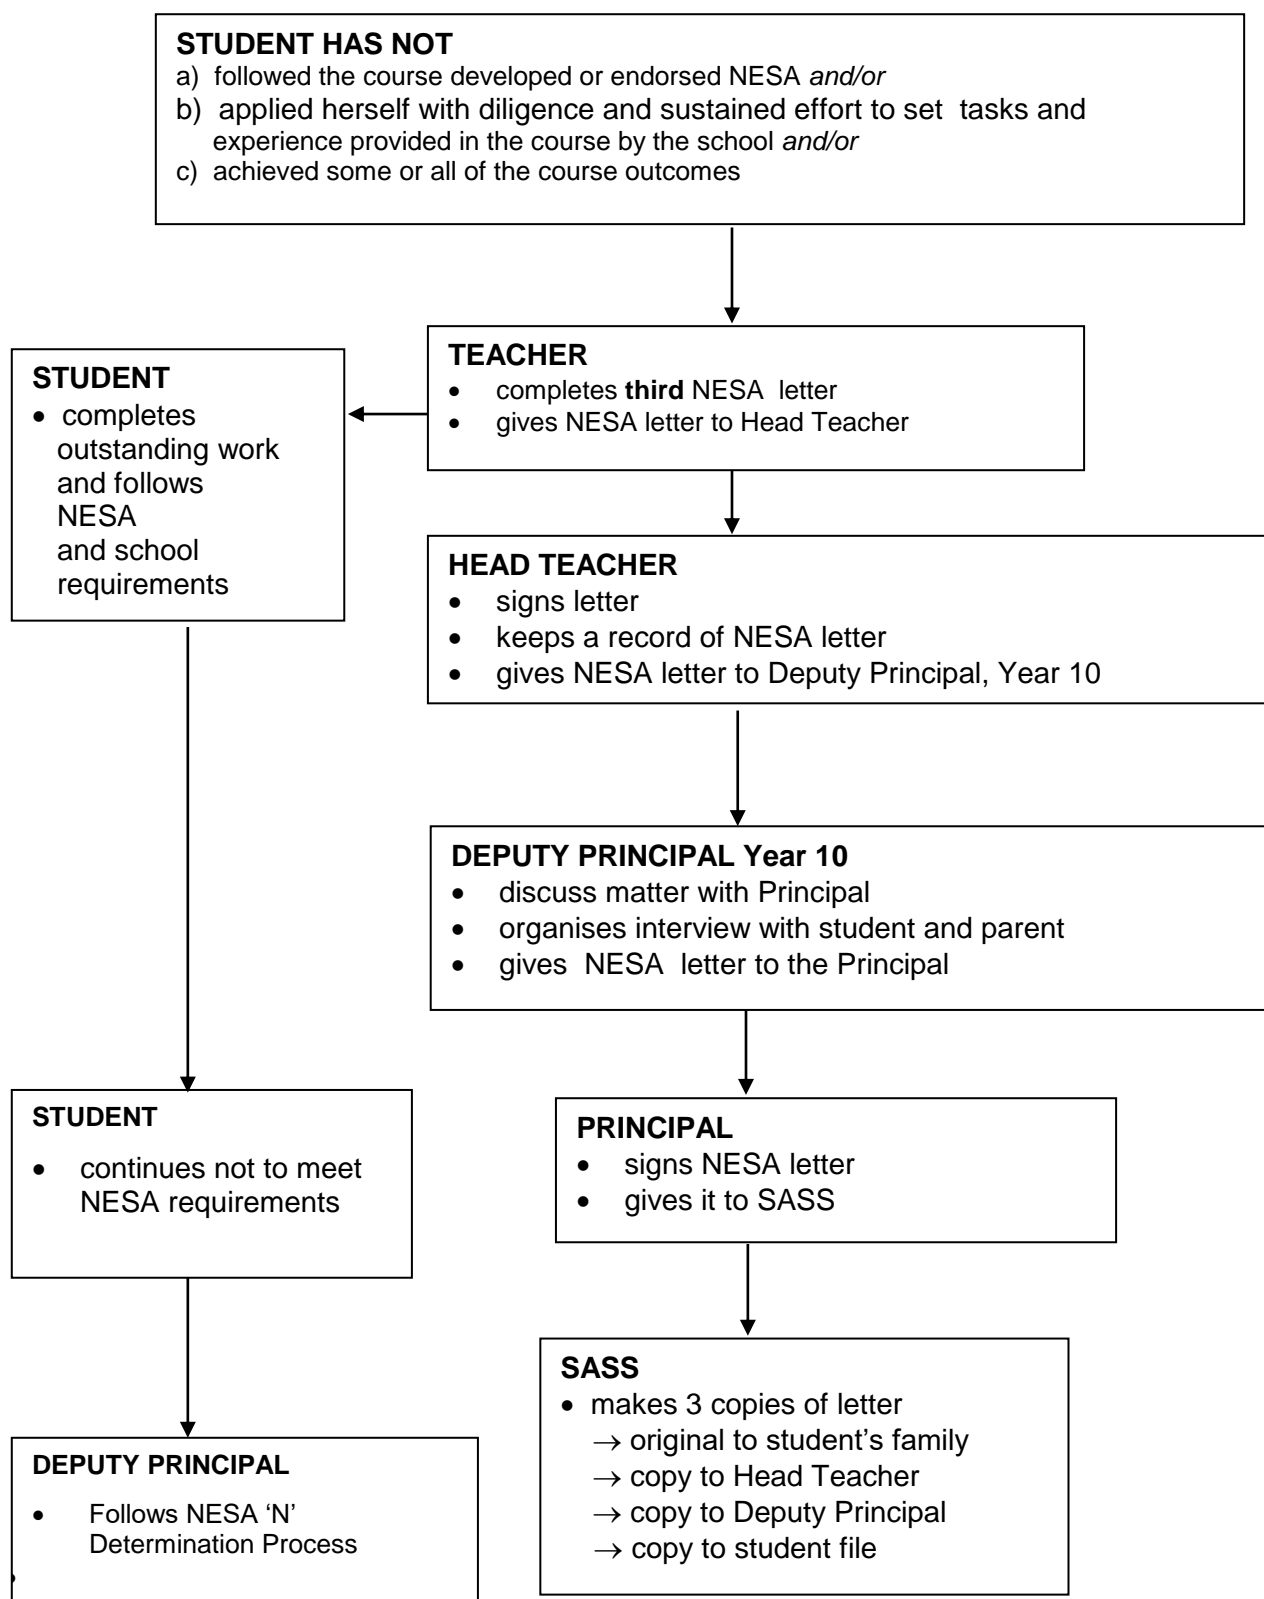 STUDENT HAS NOT
a) followed the course developed or endorsed NESA and/or
b) applied herself with diligence and sustained effort to set tasks and
experience provided in the course by the school and/or
c) achieved some or all of the course outcomes
TEACHER
• completes third NESA letter
• gives NESA letter to Head Teacher
STUDENT
• completes
outstanding work
and follows
NESA
and school
requirements
HEAD TEACHER
• signs letter
• keeps a record of NESA letter
• gives NESA letter to Deputy Principal, Year 10
DEPUTY PRINCIPAL Year 10
• discuss matter with Principal
• organises interview with student and parent
• gives NESA letter to the Principal
STUDENT
• continues not to meet
NESA requirements
PRINCIPAL
• signs NESA letter
• gives it to SASS
SASS
• makes 3 copies of letter
→ original to student’s family
→ copy to Head Teacher
→ copy to Deputy Principal
→ copy to student file
DEPUTY PRINCIPAL
• Follows NESA ‘N’
Determination Process